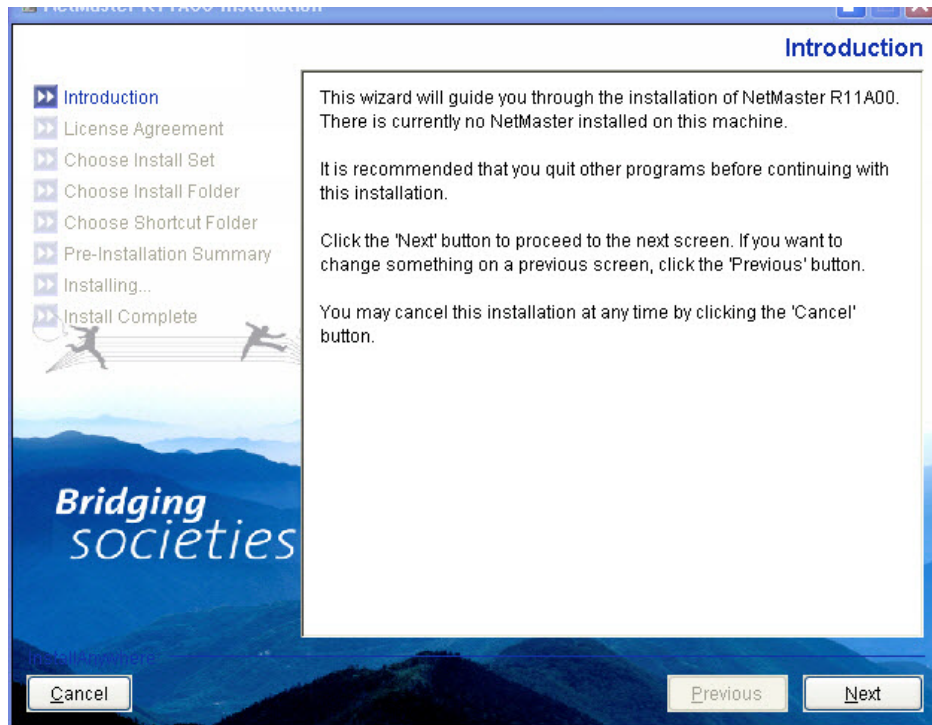 NetMaster R11A00 Installation
Introduction
Introduction
License Agreement
Choose Install Set
Choose Install Folder
Choose Shortcut Folder
Pre-Installation Summary
Installing...
Install Complete
This wizard will guide you through the installation of NetMaster R11A00.
There is currently no NetMaster installed on this machine.
It is recommended that you quit other programs before continuing with
this installation.
Click the 'Next' button to proceed to the next screen. If you want to
change something on a previous screen, click the 'Previous' button.
You may cancel this installation at any time by clicking the 'Cancel'
button.
Bridging
societies
InstallAnywhere
Cancel
Previous
Next